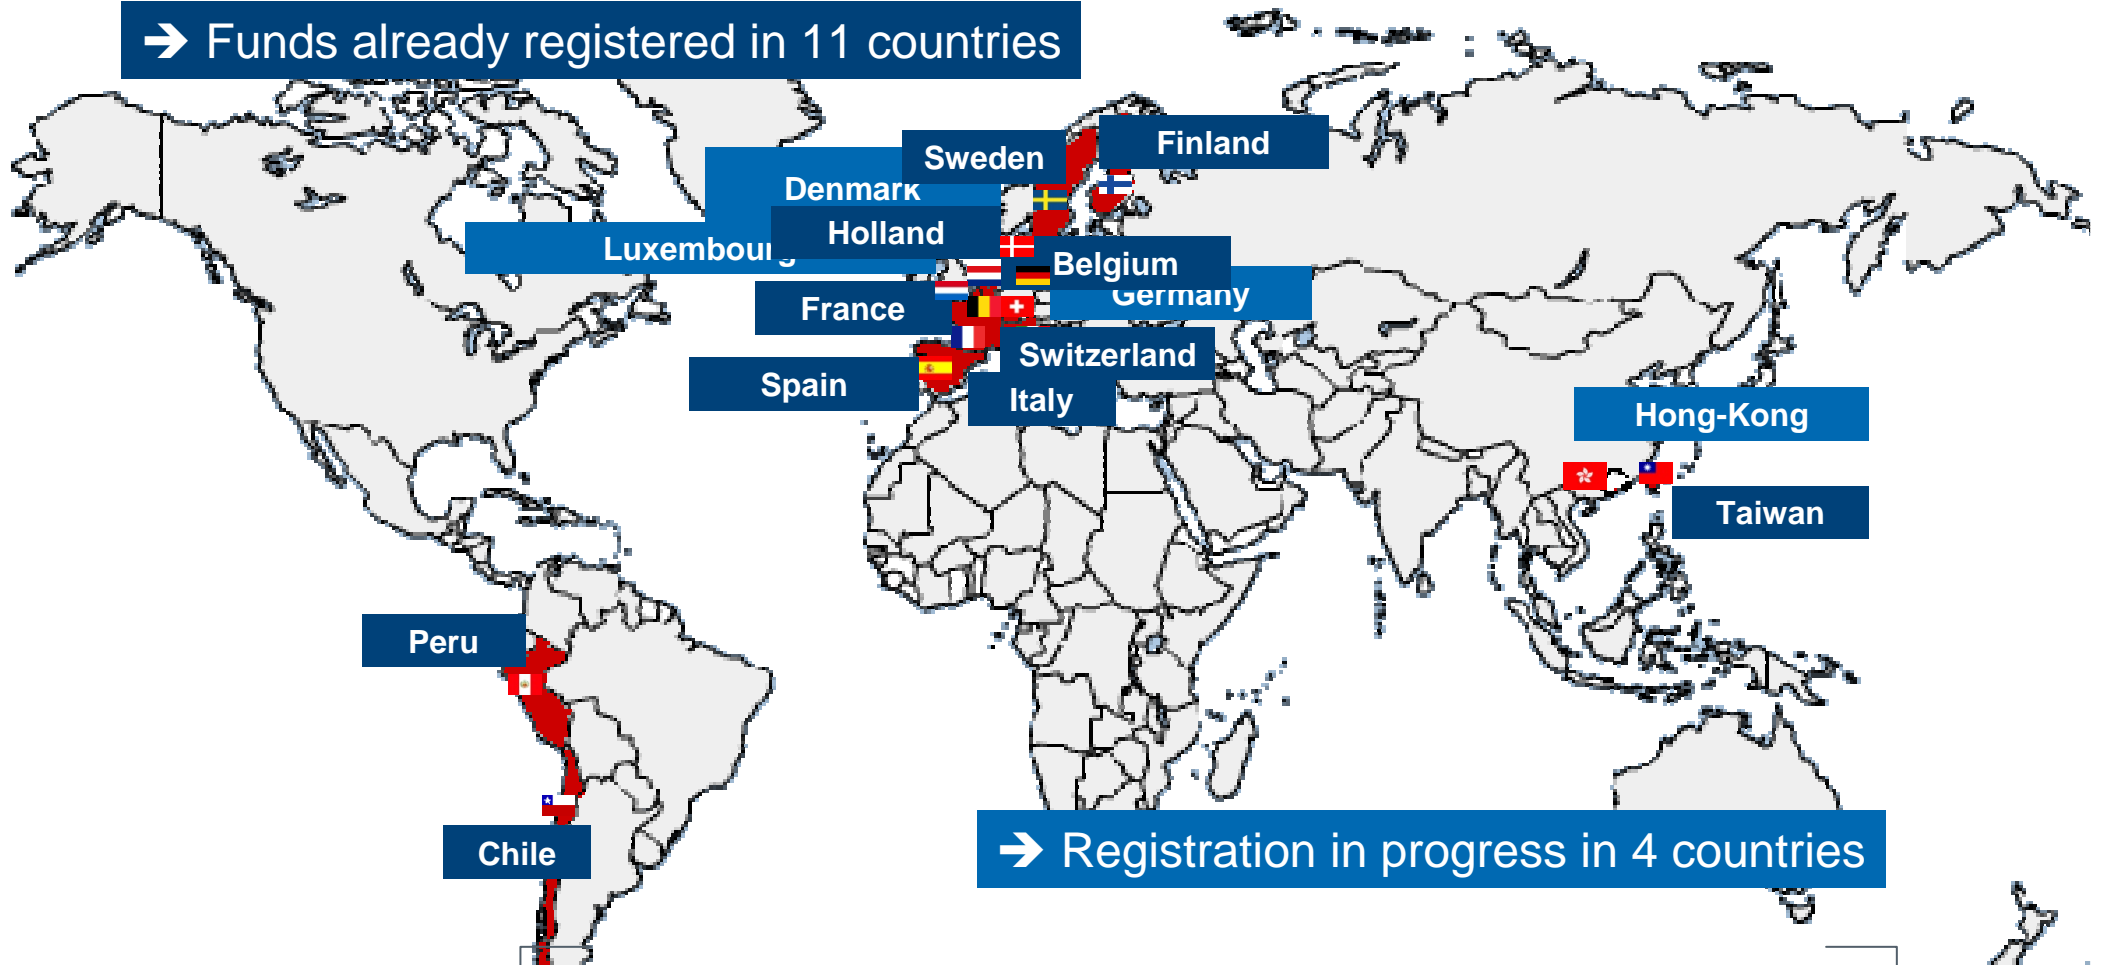 ➔ Funds already registered in 11 countries
Finland
Sweden
Denmark
Holland
Luxembourg
Belgium
Germany
France
Switzerland
Spain
Italy
Hong-Kong
Taiwan
Peru
Chile
➔ Registration in progress in 4 countries